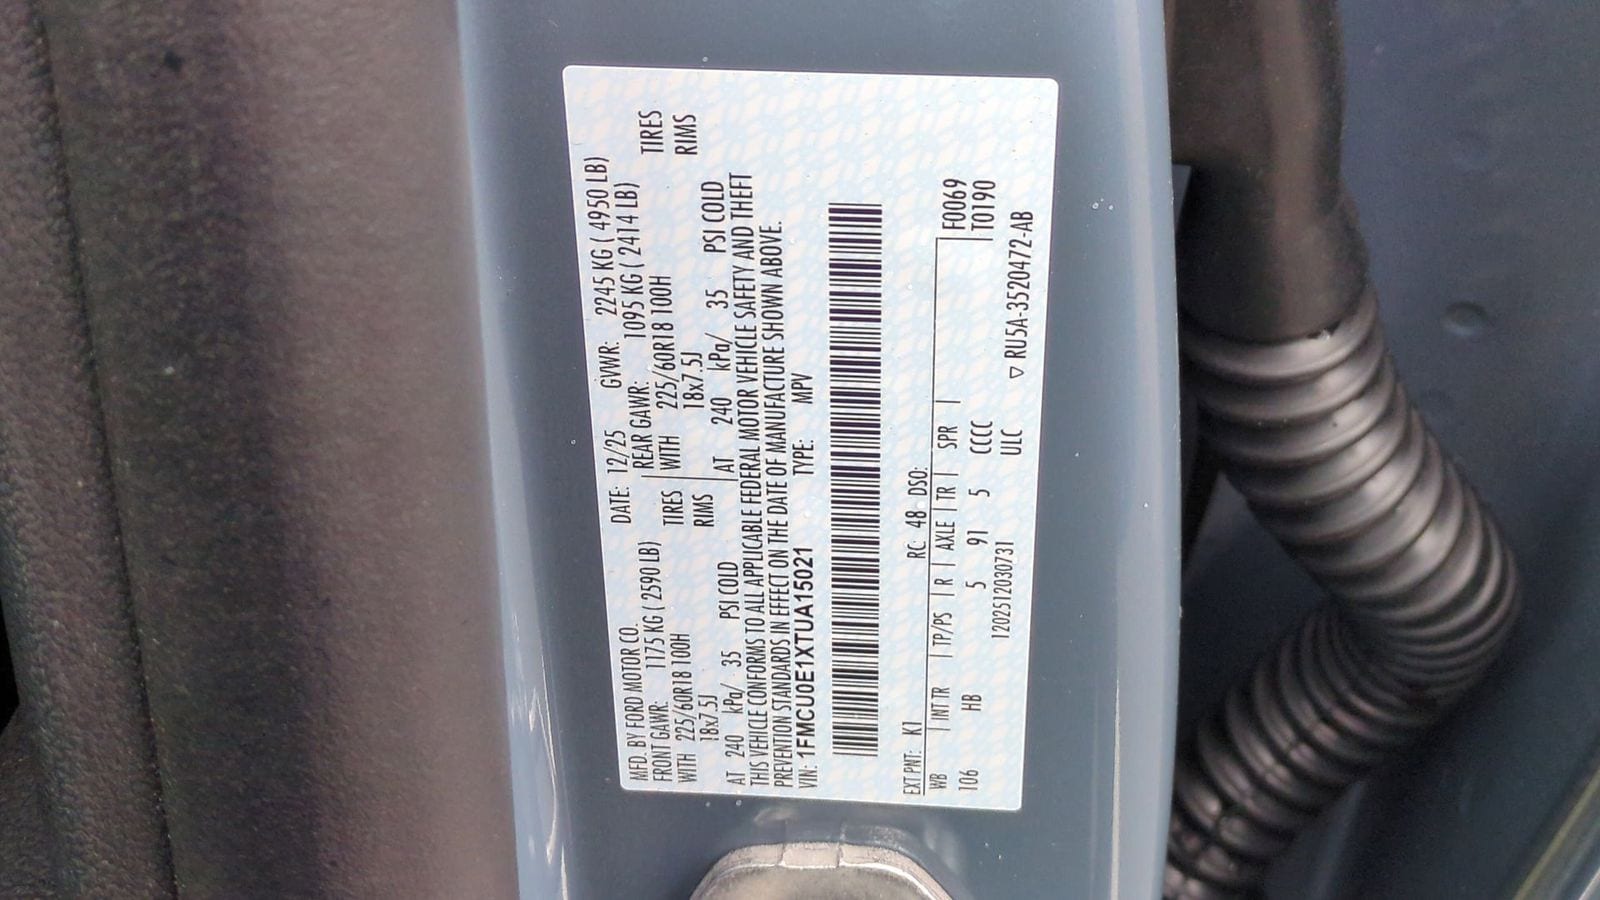 MFD. BY FORD MOTOR CO.
DATE: 12/25 GVWR: 2245 KG ( 4950 LB)
FRONT GAWR: 1175 KG ( 2590 LB)
REAR GAWR: 1095 KG ( 2414 LB)
WITH 225/60R18 100H TIRES
WITH 225/60R18 100H TIRES
18x7.5J RIMS
18x7.5J RIMS
AT 240 kPa/ 35 PSI COLD
AT 240 kPa/ 35 PSI COLD
THIS VEHICLE CONFORMS TO ALL APPLICABLE FEDERAL MOTOR VEHICLE SAFETY AND THEFT
PREVENTION STANDARDS IN EFFECT ON THE DATE OF MANUFACTURE SHOWN ABOVE.
VIN: 1FMCU0E1XTUA15021 TYPE: MPV
EXT PNT: K1 RC: 48 DSO: F0069
WB | INT TR | TP/PS | R | AXLE | TR | SPR | T0190
106 HB 5 91 5 CCCC
120251203073 1 ULC ▽ RU5A-3520472-AB